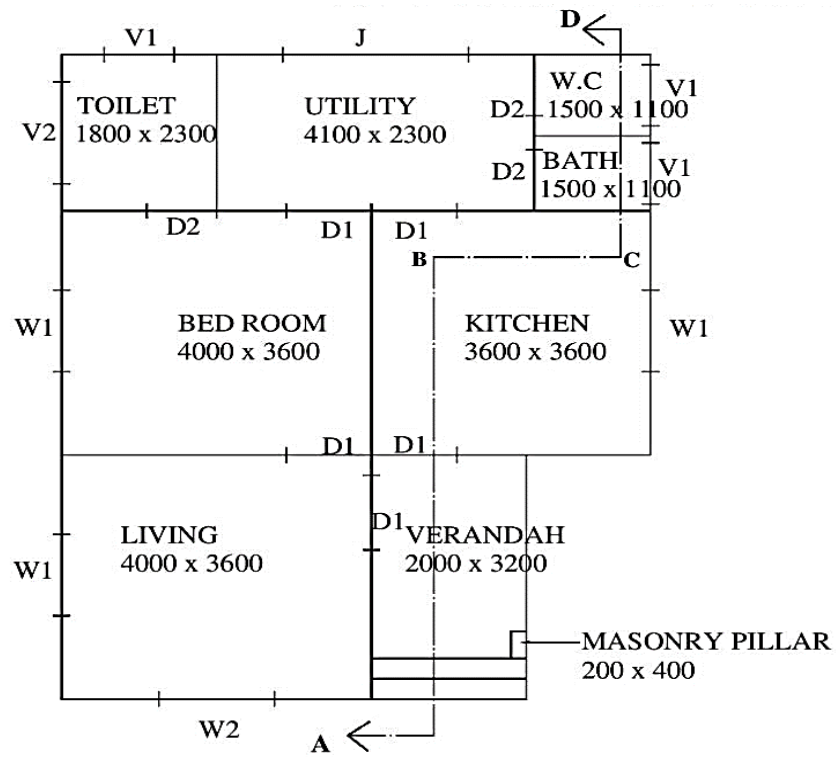 D
V1
J
W.C
1500 x 1100
V1
TOILET
1800 x 2300
UTILITY
4100 x 2300
D2
V2
BATH
1500 x 1100
V1
D2
D2
D1
D1
B
C
W1
BED ROOM
4000 x 3600
KITCHEN
3600 x 3600
W1
D1
D1
LIVING
4000 x 3600
D1
VERANDAH
2000 x 3200
W1
MASONRY PILLAR
200 x 400
W2
A